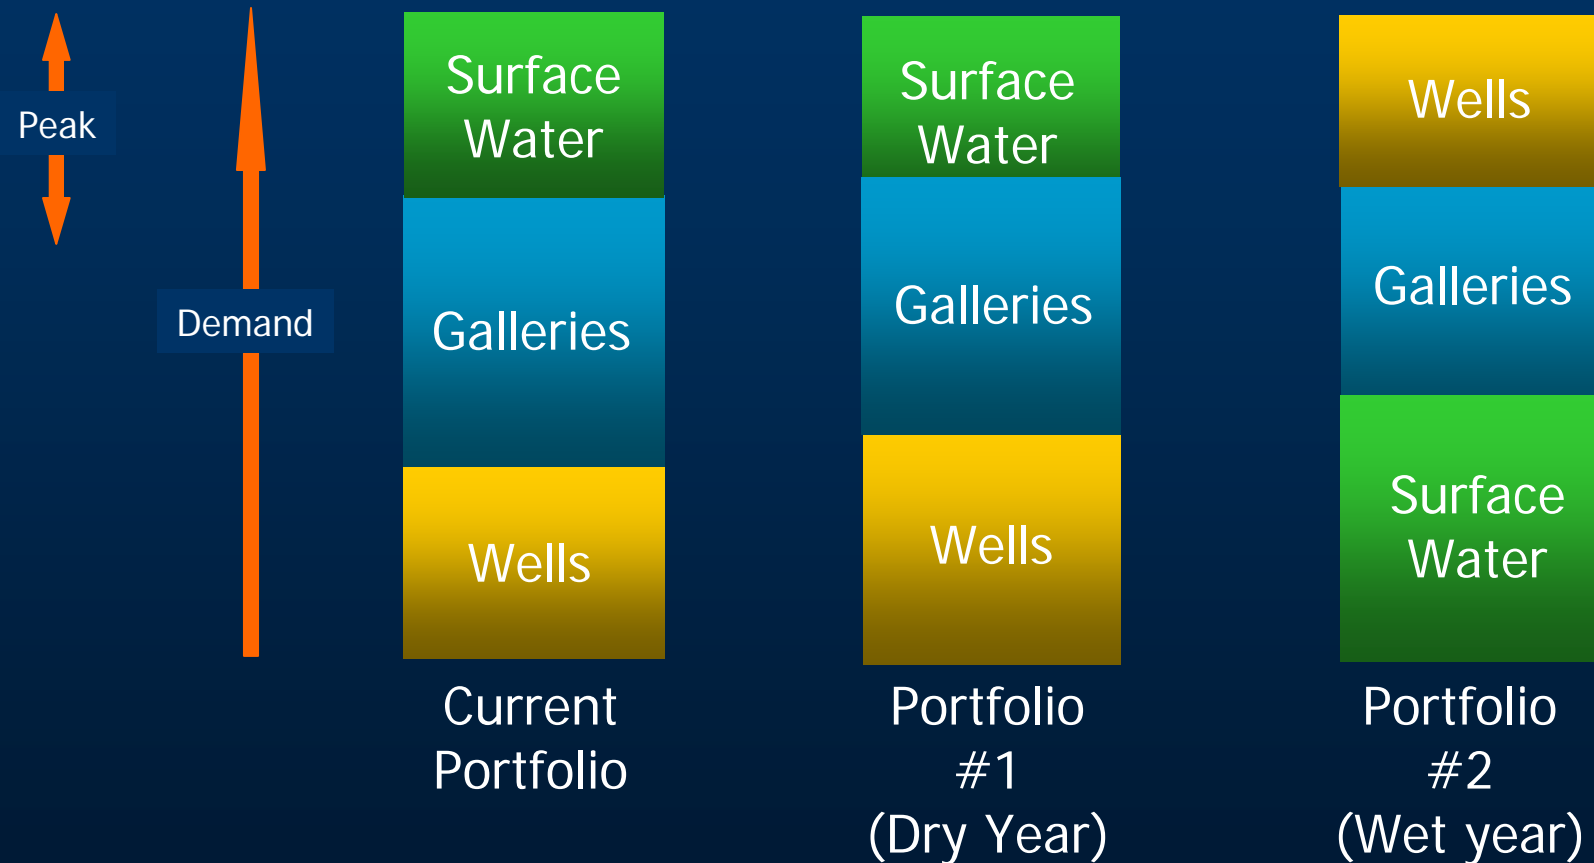 Peak
Demand
Surface
Water
Galleries
Wells
Current
Portfolio
Surface
Water
Galleries
Wells
Portfolio
#1
(Dry Year)
Wells
Galleries
Surface
Water
Portfolio
#2
(Wet year)